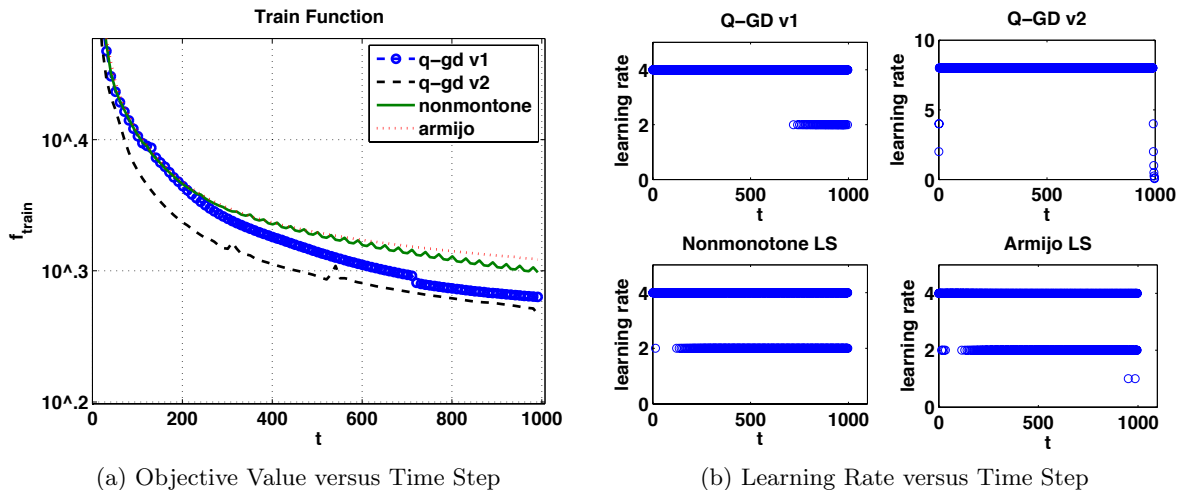 Train Function
f_train
10^.4
10^.3
10^.2
0
200
400
600
800
1000
t
q-gd v1
q-gd v2
nonmontone
armijo
(a) Objective Value versus Time Step
Q-GD v1
learning rate
4
2
0
0
500
1000
t
Q-GD v2
learning rate
10
5
0
0
500
1000
t
Nonmonotone LS
learning rate
4
2
0
0
500
1000
t
Armijo LS
learning rate
4
2
0
0
500
1000
t
(b) Learning Rate versus Time Step